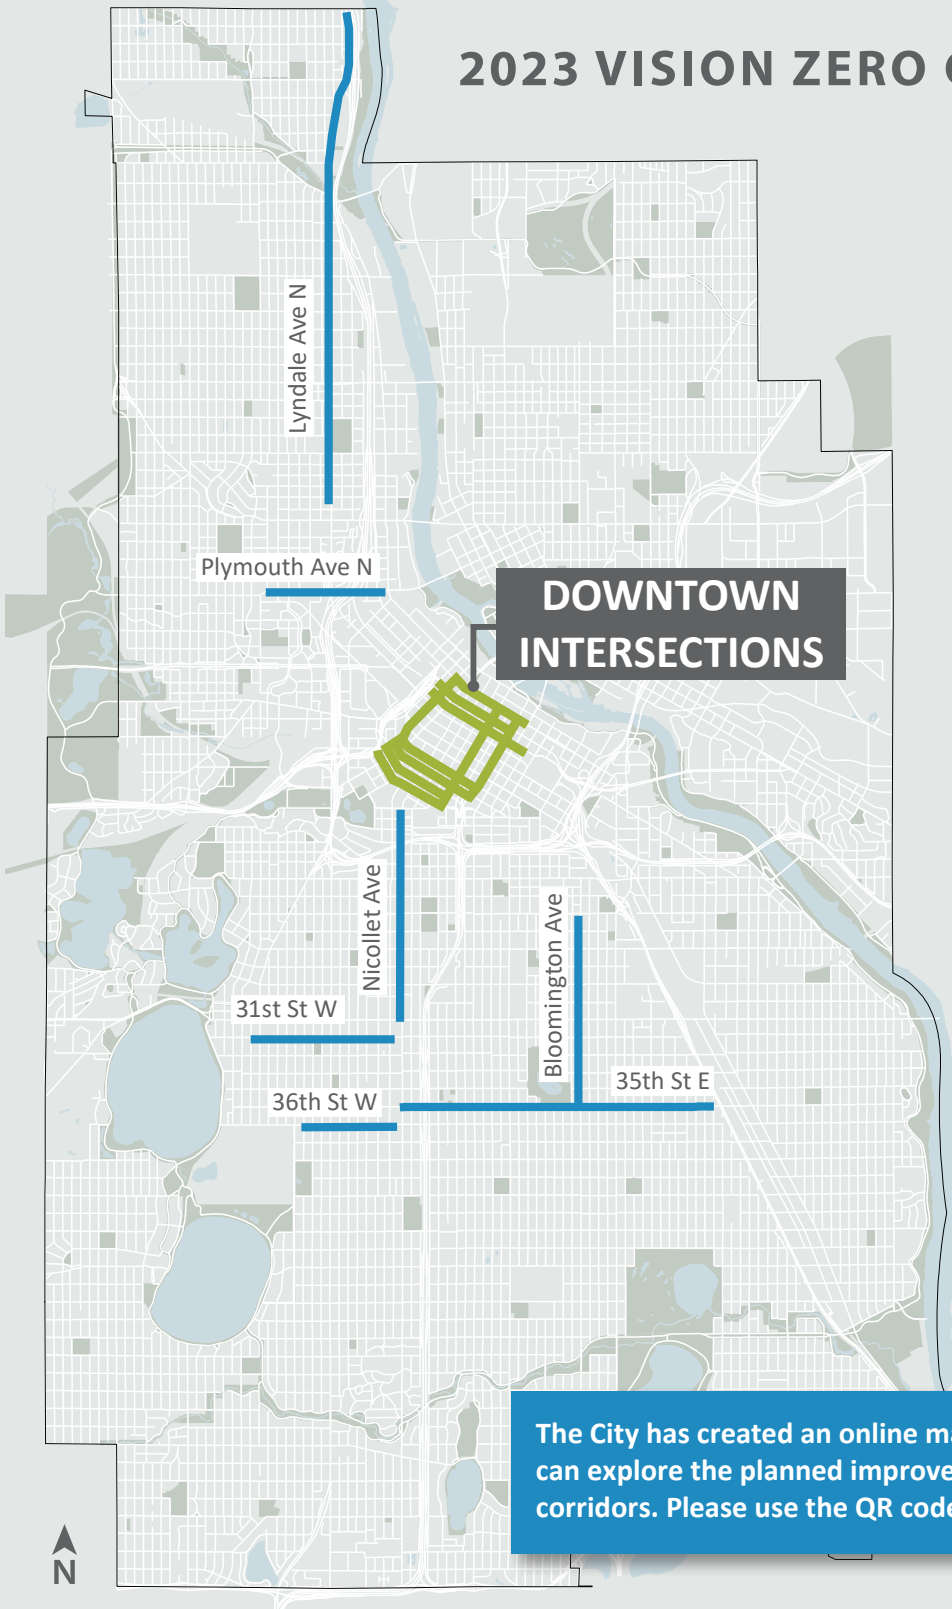 2023 VISION ZERO
Lyndale Ave N
Plymouth Ave N
DOWNTOWN
INTERSECTIONS
Nicollet Ave
Bloomington Ave
31st St W
35th St E
36th St W
The City has created an online
can explore the planned
corridors. Please use the QR code
N